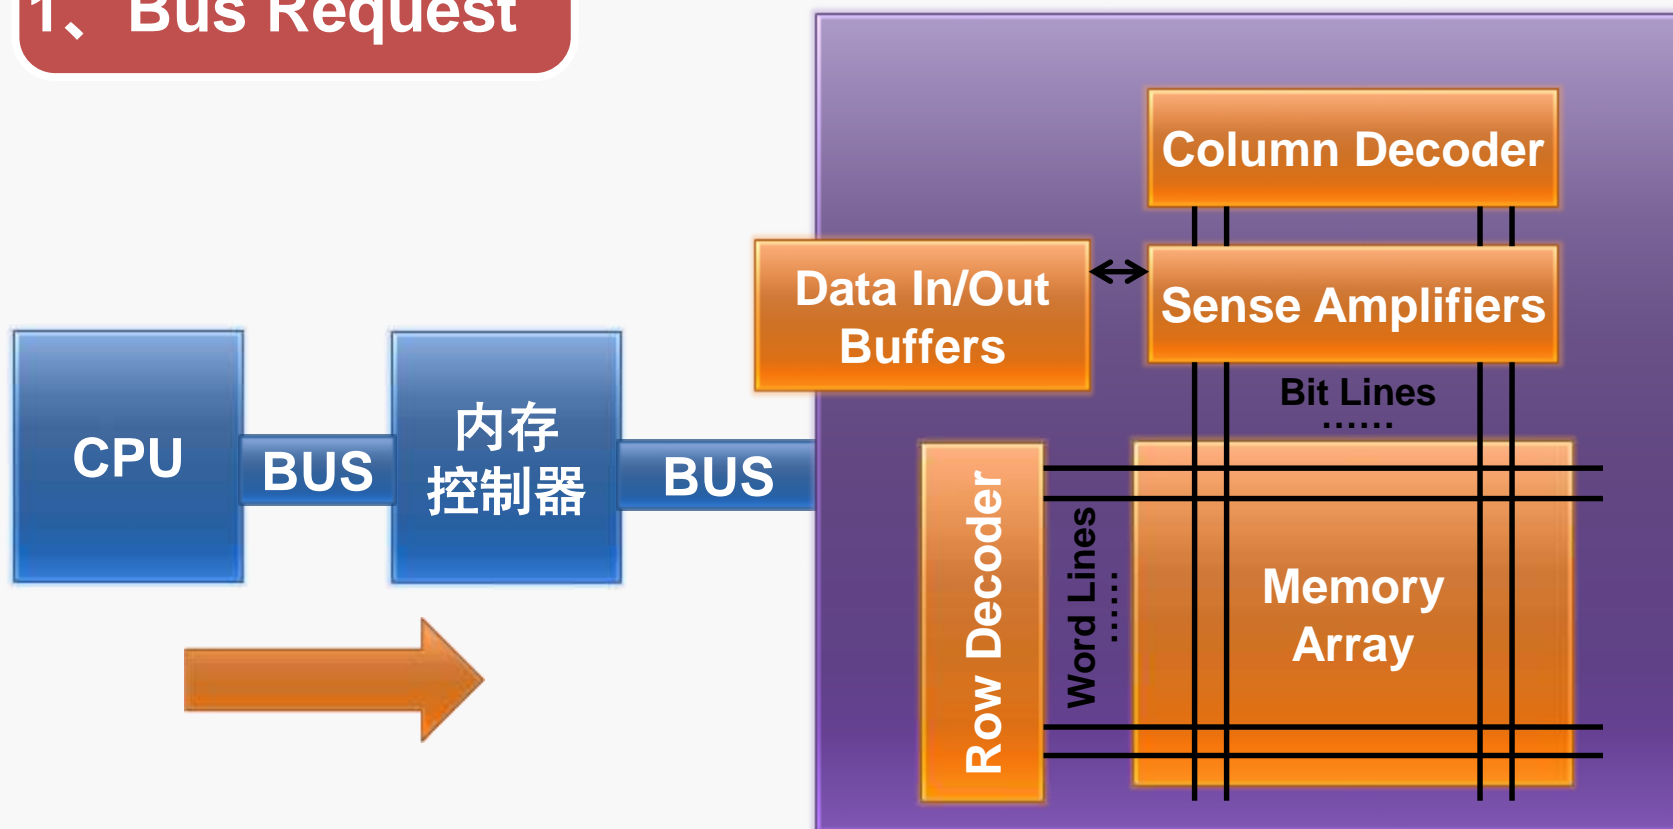 1、Bus Request
Column Decoder
Data In/Out
Buffers
Sense Amplifiers
Bit Lines
......
CPU
BUS
内存
控制器
BUS
Row Decoder
Word Lines
......
Memory
Array